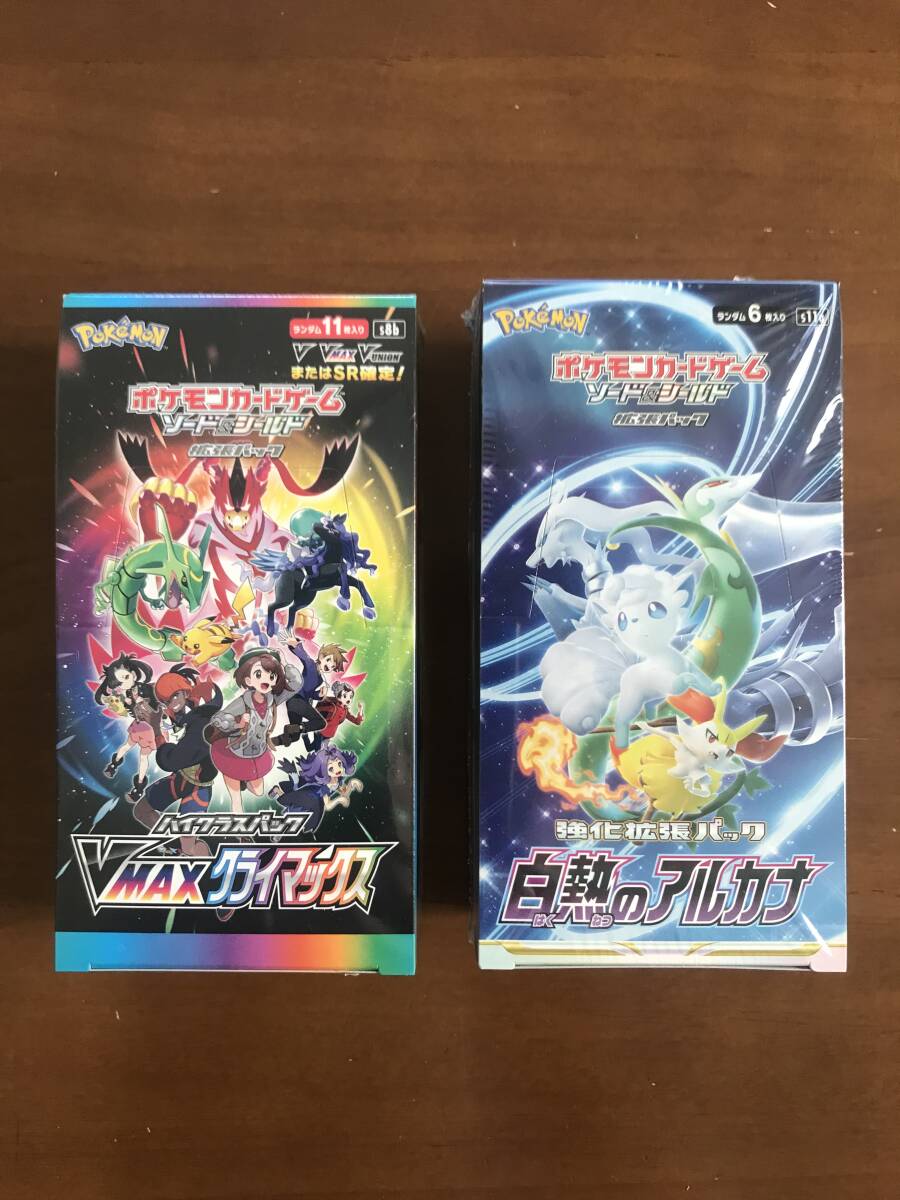 POKÉMON
ランダム11枚入り s8b
V VMAX VUNION
またはSR確定!
ポケモンカードゲーム
ソード&シールド
拡張パック
ハイクラスパック
VMAXクライマックス
POKÉMON
ランダム6枚入り s11a
ポケモンカードゲーム
ソード&シールド
拡張パック
強化拡張パック
白熱のアルカナ
はく ねつ